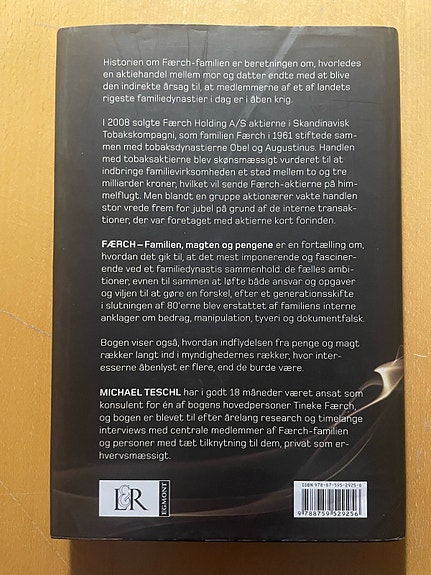 Historien om Færch-familien er beretningen om, hvorledes
en aktiehandel mellem mor og datter endte med at blive
den indirekte årsag til, at medlemmerne af et af landets
rigeste familiedynastier i dag er i åben krig.
I 2008 solgte Færch Holding A/S aktierne i Skandinavisk
Tobakskompagni, som familien Færch i 1961 stiftede sam-
men med tobaksdynastierne Obel og Augustinus. Handlen
med tobaksaktierne blev skønsmæssigt vurderet til at
indbringe familievirksomheden et sted mellem to og tre
milliarder kroner, hvilket vil sende Færch-aktierne på him-
melflugt. Men blandt en gruppe aktionærer vakte handlen
stor vrede frem for jubel på grund af de interne transak-
tioner, der var foretaget med aktierne kort forinden.
FÆRCH – Familien, magten og pengene er en fortælling om,
hvordan det gik til, at det mest imponerende og fasciner-
ende ved et familiedynastis sammenhold: de fælles ambi-
tioner, evnen til sammen at løfte både ansvar og opgaver
og viljen til at gøre en forskel, efter et generationsskifte
i slutningen af 80'erne blev erstattet af familiens interne
anklager om bedrag, manipulation, tyveri og dokumentfalsk.
Bogen viser også, hvordan indflydelsen fra penge og magt
rækker langt ind i myndighedernes rækker, hvor inter-
esserne åbenlyst er flere, end de burde være.
MICHAEL TESCHL har i godt 18 måneder været ansat som
konsulent for én af bogens hovedpersoner Tineke Færch,
og bogen er blevet til efter årelang research og timelange
interviews med centrale medlemmer af Færch-familien
og personer med tæt tilknytning til dem, privat som er-
hvervsmæssigt.
LR
EGMONT
ISBN 978-87-595-2925-6
9 788759 529256